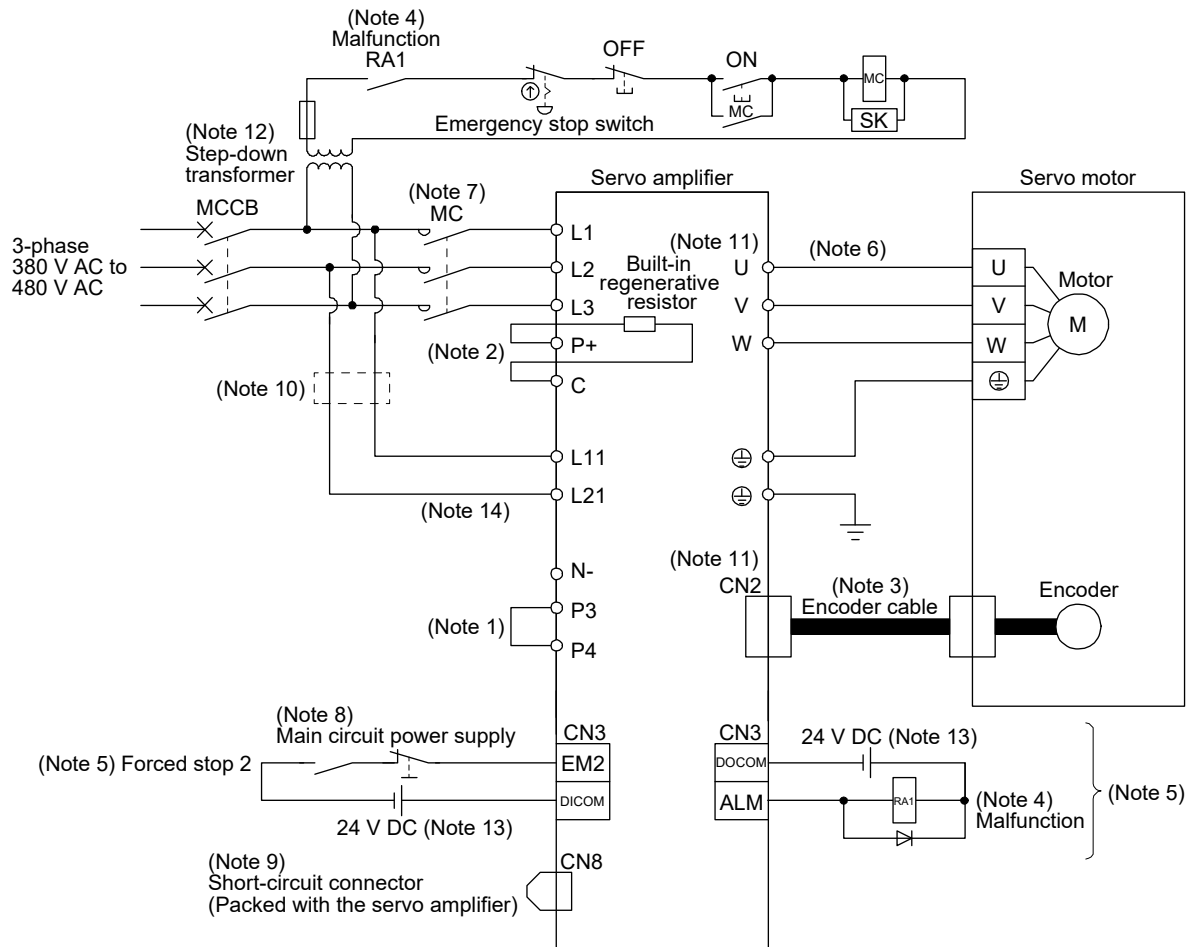 (Note 4)
Malfunction
RA1
OFF
ON
MC
MC
SK
Emergency stop switch
(Note 12)
Step-down
transformer
MCCB
(Note 7)
MC
Servo amplifier
Servo motor
3-phase
380 V AC to
480 V AC
L1
L2
L3
(Note 11)
U
V
W
Built-in
regenerative
resistor
(Note 6)
U
V
W
Motor
M
(Note 2)
P+
C
(Note 10)
L11
L21
(Note 14)
N-
(Note 1)
P3
P4
(Note 11)
CN2
(Note 3)
Encoder cable
Encoder
(Note 8)
Main circuit power supply
(Note 5) Forced stop 2
CN3
EM2
DICOM
24 V DC (Note 13)
CN3
DOCOM
ALM
24 V DC (Note 13)
RA1
(Note 4)
Malfunction
(Note 5)
(Note 9)
Short-circuit connector
(Packed with the servo amplifier)
CN8